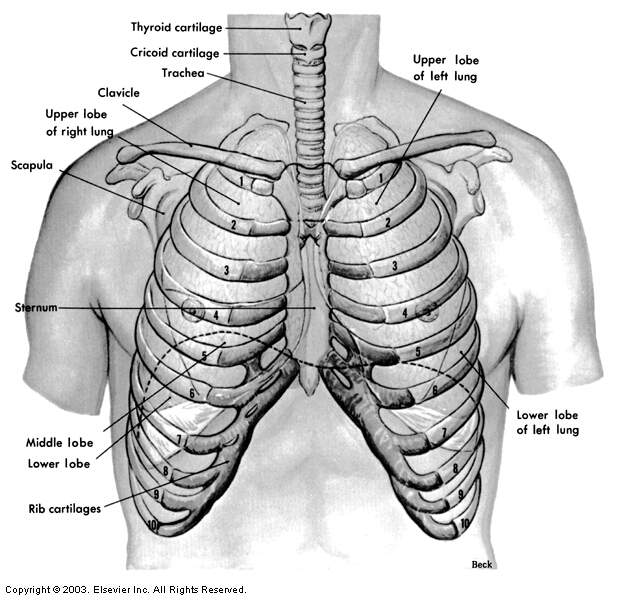 Thyroid cartilage
Cricoid cartilage
Trachea
Upper lobe
of left lung
Clavicle
Upper lobe
of right lung
Scapula
1
1
2
2
3
3
Sternum
4
4
5
5
6
6
Middle lobe
Lower lobe
Lower lobe
of left lung
7
7
8
8
9
9
Rib cartilages
10
10
Beck
Copyright © 2003. Elsevier Inc. All Rights Reserved.